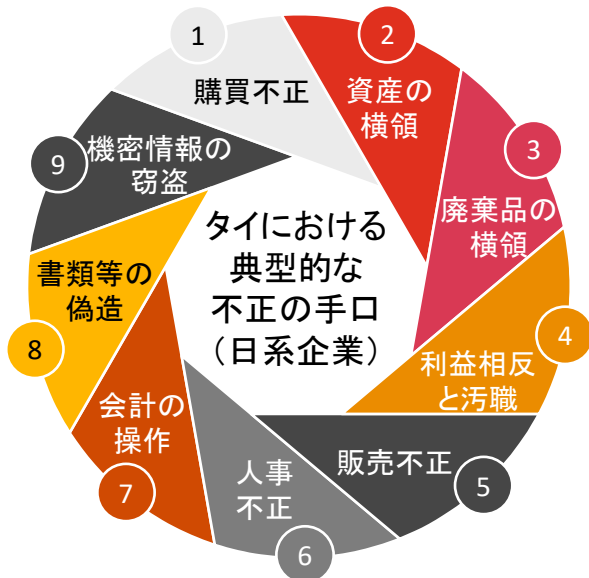 タイにおける
典型的な
不正の手口
（日系企業）
1
購買不正
2
資産の
横領
3
廃棄品の
横領
4
利益相反
と汚職
5
販売不正
6
人事
不正
7
会計の
操作
8
書類等の
偽造
9
機密情報の
窃盗